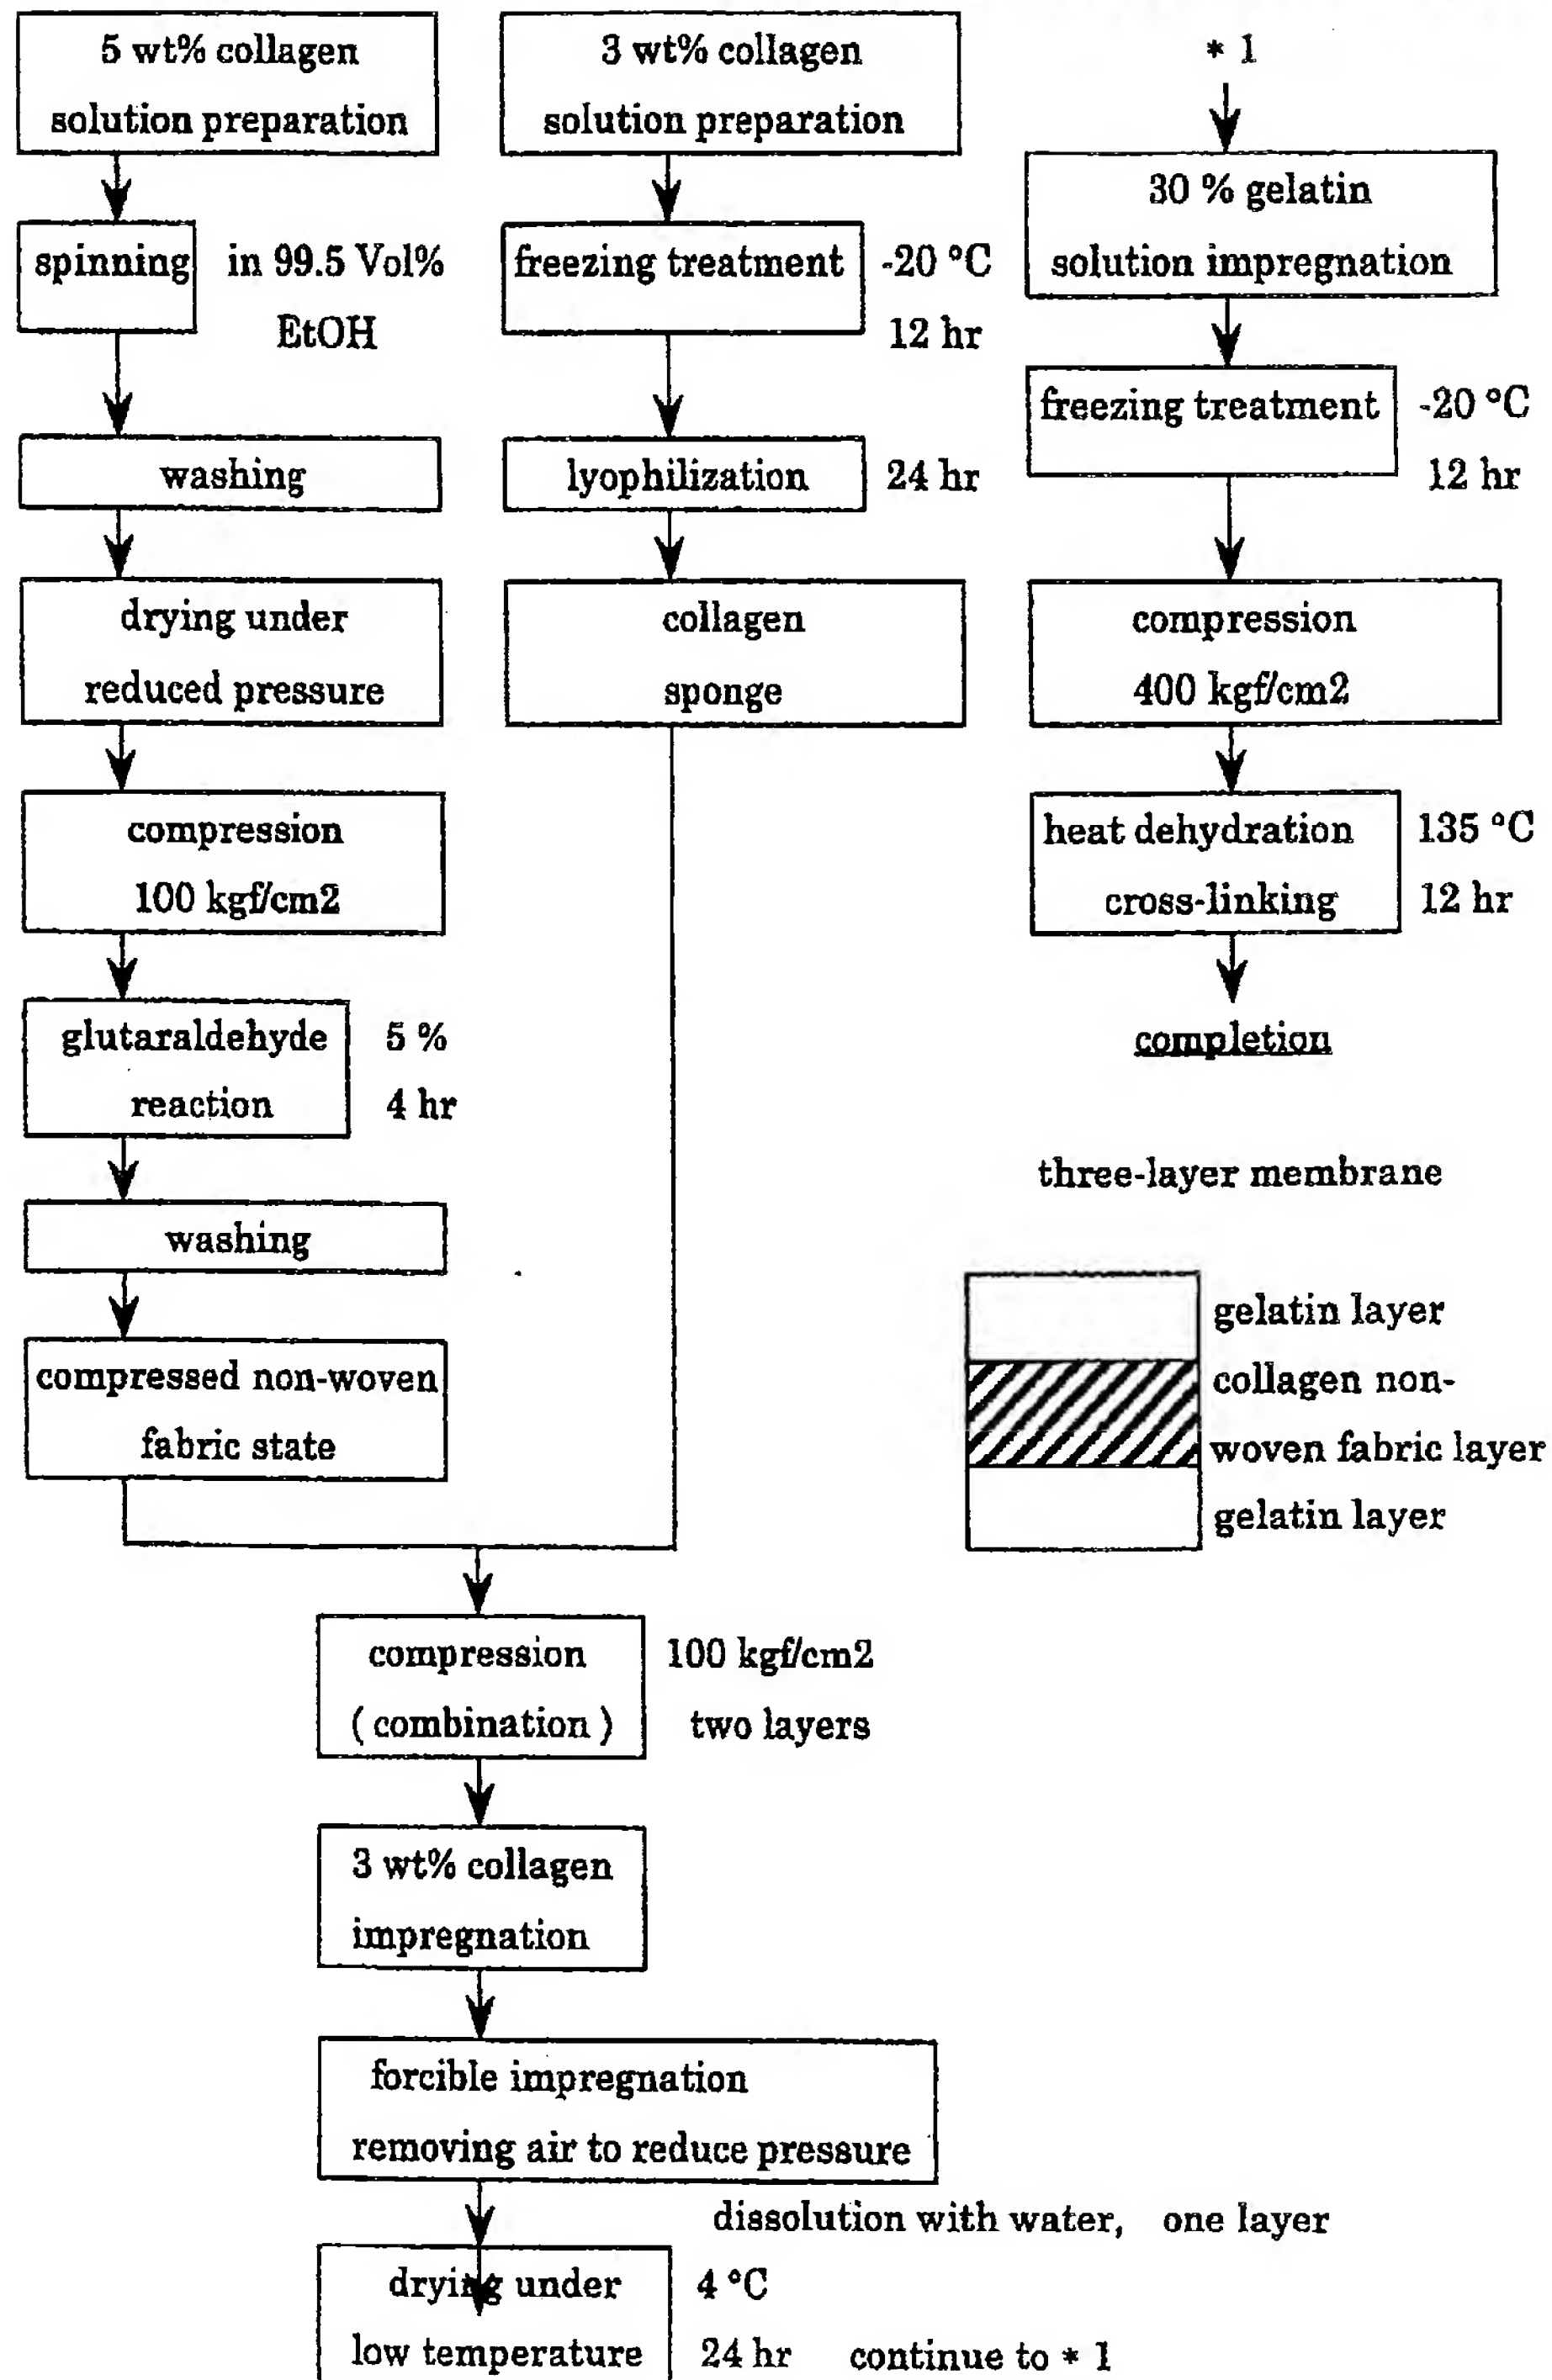 5 wt% collagen
solution preparation
spinning
in 99.5 Vol%
EtOH
washing
drying under
reduced pressure
compression
100 kgf/cm2
glutaraldehyde
reaction
5 %
4 hr
washing
compressed non-woven
fabric state
3 wt% collagen
solution preparation
freezing treatment
-20 °C
12 hr
lyophilization
24 hr
collagen
sponge
compression
( combination )
100 kgf/cm2
two layers
3 wt% collagen
impregnation
forcible impregnation
removing air to reduce pressure
dissolution with water, one layer
drying under
low temperature
4 °C
24 hr
continue to * 1
* 1
30 % gelatin
solution impregnation
freezing treatment
-20 °C
12 hr
compression
400 kgf/cm2
heat dehydration
cross-linking
135 °C
12 hr
completion
three-layer membrane
gelatin layer
collagen non-
woven fabric layer
gelatin layer